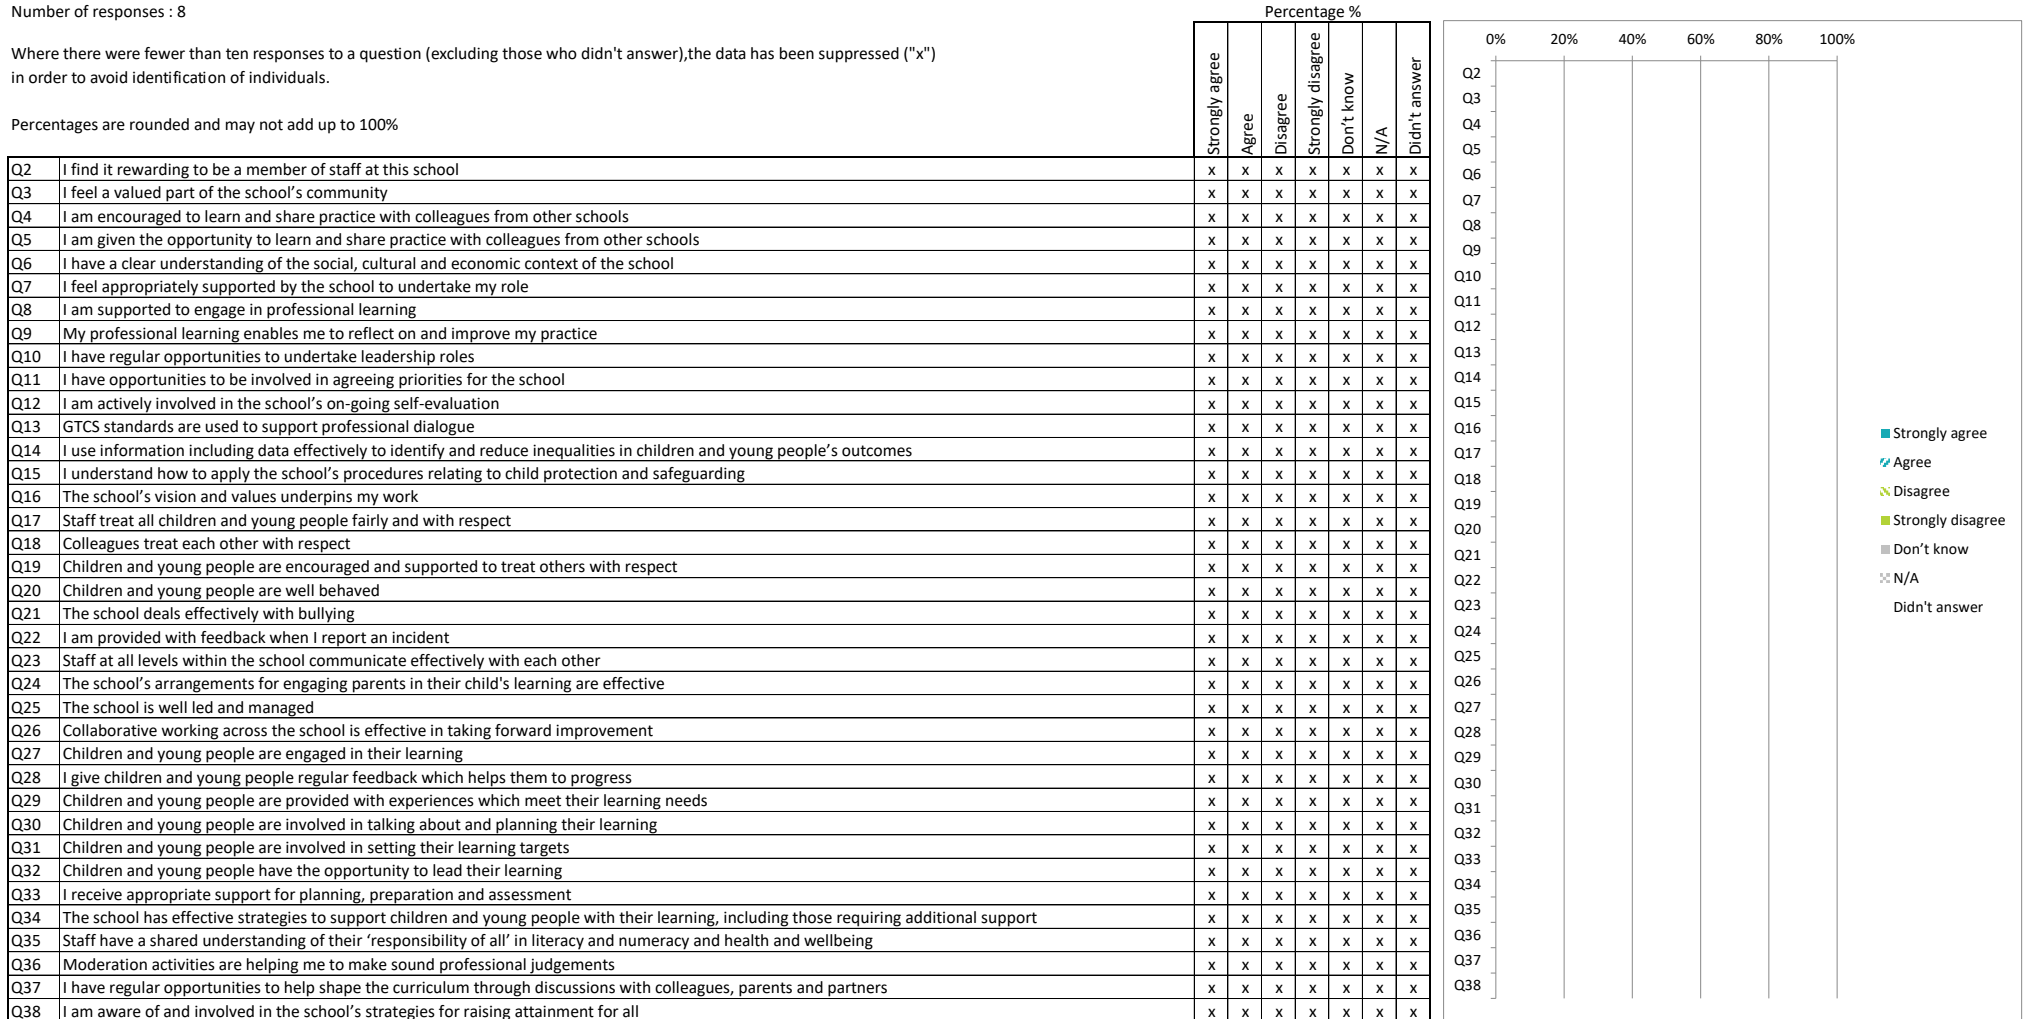 Number of responses : 8
Percentage %
Where there were fewer than ten responses to a question (excluding those who didn't answer),the data has been suppressed ("x")
in order to avoid identification of individuals.
Percentages are rounded and may not add up to 100%
Strongly agree
Agree
Disagree
Strongly disagree
Don't know
N/A
Didn't answer
Q2 I find it rewarding to be a member of staff at this school x x x x x x x
Q3 I feel a valued part of the school’s community x x x x x x x
Q4 I am encouraged to learn and share practice with colleagues from other schools x x x x x x x
Q5 I am given the opportunity to learn and share practice with colleagues from other schools x x x x x x x
Q6 I have a clear understanding of the social, cultural and economic context of the school x x x x x x x
Q7 I feel appropriately supported by the school to undertake my role x x x x x x x
Q8 I am supported to engage in professional learning x x x x x x x
Q9 My professional learning enables me to reflect on and improve my practice x x x x x x x
Q10 I have regular opportunities to undertake leadership roles x x x x x x x
Q11 I have opportunities to be involved in agreeing priorities for the school x x x x x x x
Q12 I am actively involved in the school’s on-going self-evaluation x x x x x x x
Q13 GTCS standards are used to support professional dialogue x x x x x x x
Q14 I use information including data effectively to identify and reduce inequalities in children and young people’s outcomes x x x x x x x
Q15 I understand how to apply the school’s procedures relating to child protection and safeguarding x x x x x x x
Q16 The school’s vision and values underpins my work x x x x x x x
Q17 Staff treat all children and young people fairly and with respect x x x x x x x
Q18 Colleagues treat each other with respect x x x x x x x
Q19 Children and young people are encouraged and supported to treat others with respect x x x x x x x
Q20 Children and young people are well behaved x x x x x x x
Q21 The school deals effectively with bullying x x x x x x x
Q22 I am provided with feedback when I report an incident x x x x x x x
Q23 Staff at all levels within the school communicate effectively with each other x x x x x x x
Q24 The school’s arrangements for engaging parents in their child's learning are effective x x x x x x x
Q25 The school is well led and managed x x x x x x x
Q26 Collaborative working across the school is effective in taking forward improvement x x x x x x x
Q27 Children and young people are engaged in their learning x x x x x x x
Q28 I give children and young people regular feedback which helps them to progress x x x x x x x
Q29 Children and young people are provided with experiences which meet their learning needs x x x x x x x
Q30 Children and young people are involved in talking about and planning their learning x x x x x x x
Q31 Children and young people are involved in setting their learning targets x x x x x x x
Q32 Children and young people have the opportunity to lead their learning x x x x x x x
Q33 I receive appropriate support for planning, preparation and assessment x x x x x x x
Q34 The school has effective strategies to support children and young people with their learning, including those requiring additional support x x x x x x x
Q35 Staff have a shared understanding of their ‘responsibility of all’ in literacy and numeracy and health and wellbeing x x x x x x x
Q36 Moderation activities are helping me to make sound professional judgements x x x x x x x
Q37 I have regular opportunities to help shape the curriculum through discussions with colleagues, parents and partners x x x x x x x
Q38 I am aware of and involved in the school’s strategies for raising attainment for all x x x x x x x
0% 20% 40% 60% 80% 100%
Q2
Q3
Q4
Q5
Q6
Q7
Q8
Q9
Q10
Q11
Q12
Q13
Q14
Q15
Q16
Q17
Q18
Q19
Q20
Q21
Q22
Q23
Q24
Q25
Q26
Q27
Q28
Q29
Q30
Q31
Q32
Q33
Q34
Q35
Q36
Q37
Q38
Strongly agree
Agree
Disagree
Strongly disagree
Don’t know
N/A
Didn't answer